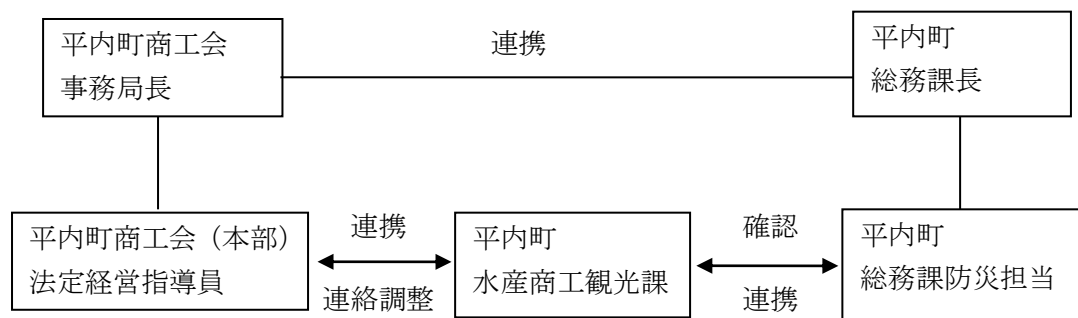 平内町商工会
事務局長
連携
平内町
総務課長
平内町商工会（本部）
法定経営指導員
連携
連絡調整
平内町
水産商工観光課
確認
連携
平内町
総務課防災担当